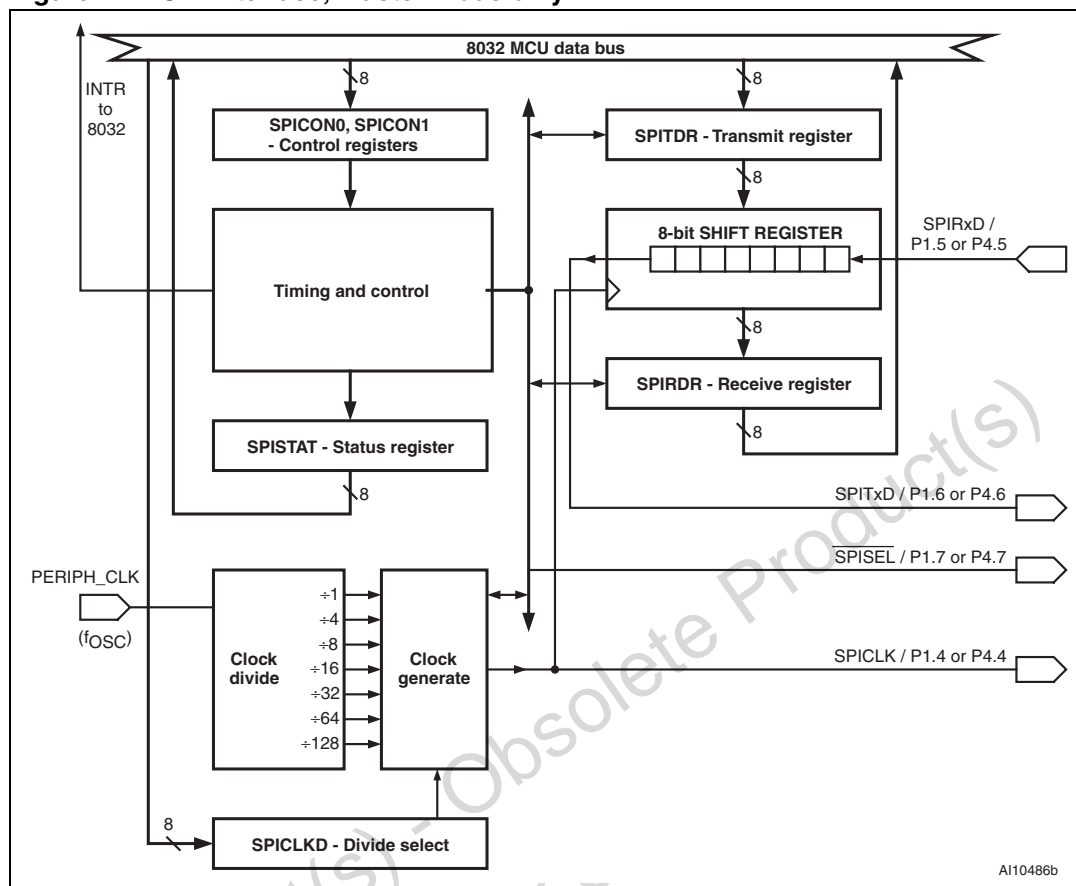 8032 MCU data bus
INTR
to
8032
8
8
SPICON0, SPICON1
- Control registers
SPITDR - Transmit register
8
8-bit SHIFT REGISTER
SPIRxD /
P1.5 or P4.5
Timing and control
8
SPIRDR - Receive register
8
SPISTAT - Status register
8
SPITxD / P1.6 or P4.6
SPISEL / P1.7 or P4.7
PERIPH_CLK
(fOSC)
÷1
÷4
÷8
÷16
÷32
÷64
÷128
Clock
divide
Clock
generate
SPICLK / P1.4 or P4.4
8
SPICLKD - Divide select
AI10486b
(s) - Obsolete Product(s)